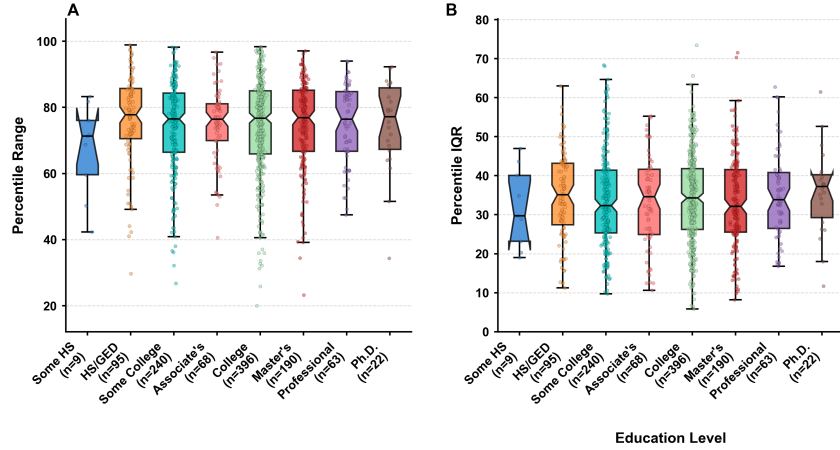 A
Percentile Range
100
80
60
40
20
Some HS
(n=9)
HS/GED
(n=95)
Some College
(n=240)
Associate's
(n=68)
College
(n=396)
Master's
(n=190)
Professional
(n=63)
Ph.D.
(n=22)
B
Percentile IQR
80
70
60
50
40
30
20
10
0
Some HS
(n=9)
HS/GED
(n=95)
Some College
(n=240)
Associate's
(n=68)
College
(n=396)
Master's
(n=190)
Professional
(n=63)
Ph.D.
(n=22)
Education Level